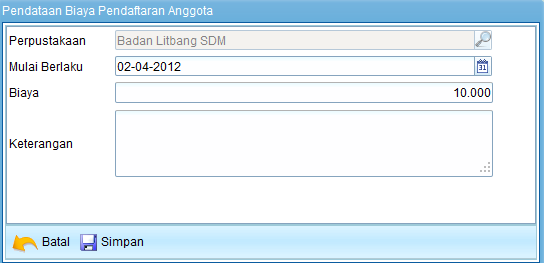 Pendataan Biaya Pendaftaran Anggota
Perpustakaan Badan Litbang SDM
Mulai Berlaku 02-04-2012 31
Biaya 10.000
Keterangan
Batal Simpan